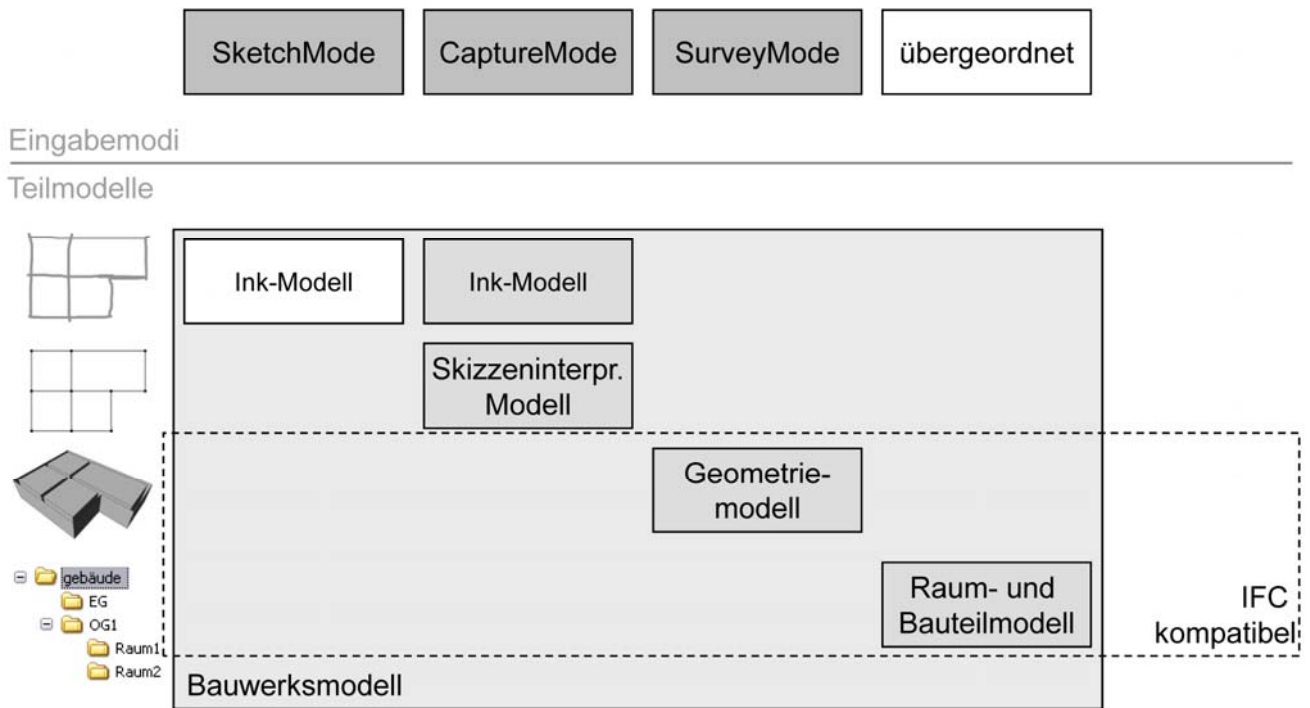 SketchMode
CaptureMode
SurveyMode
übergeordnet
Eingabemodi
Teilmodelle
Ink-Modell
Ink-Modell
Skizzeninterpr.
Modell
Geometrie-
modell
gebäude
EG
OG1
Raum1
Raum2
Raum- und
Bauteilmodell
IFC
kompatibel
Bauwerksmodell